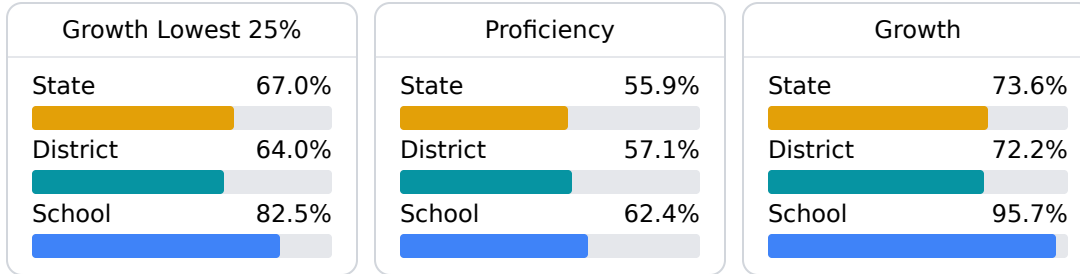 Growth Lowest 25%
State 67.0%
District 64.0%
School 82.5%
Proficiency
State 55.9%
District 57.1%
School 62.4%
Growth
State 73.6%
District 72.2%
School 95.7%